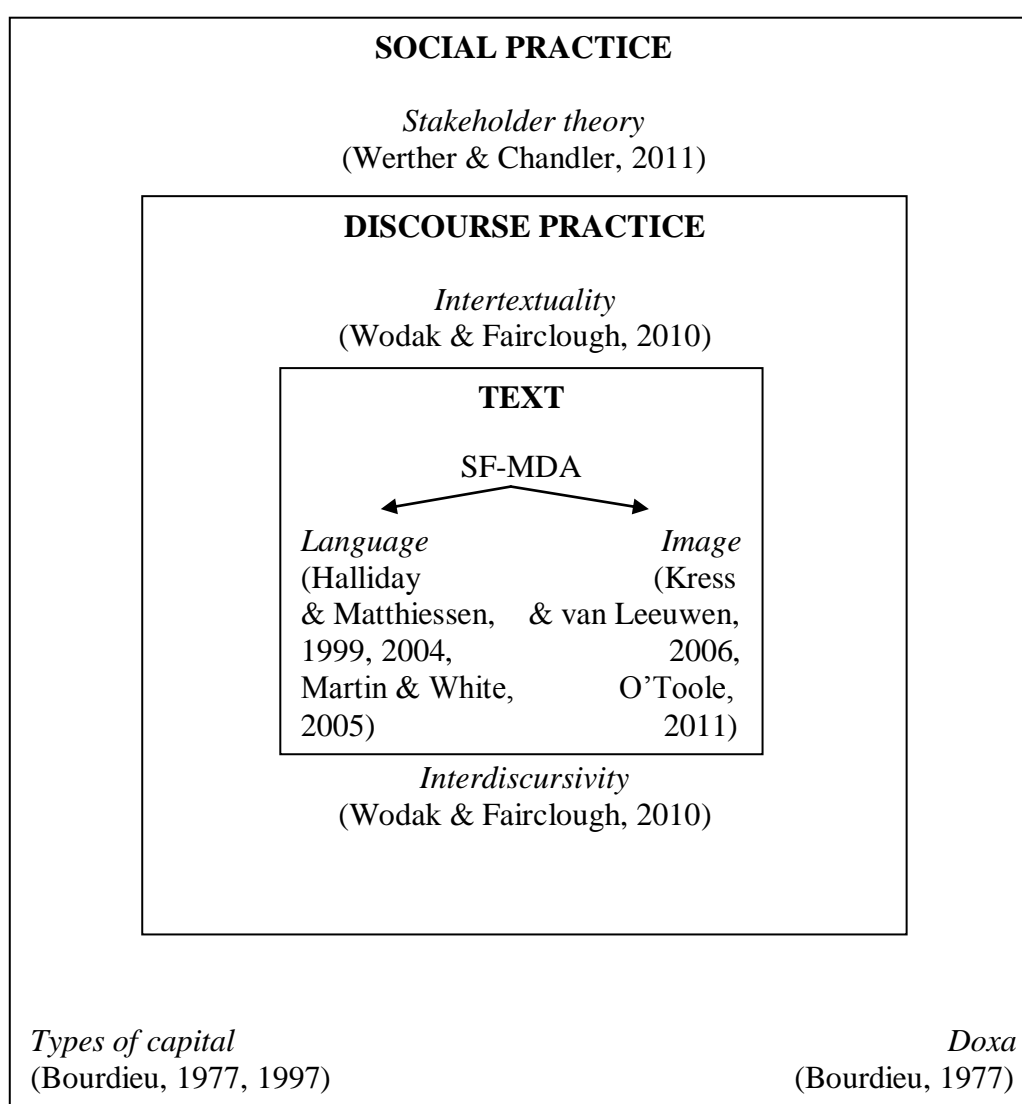 SOCIAL PRACTICE
Stakeholder theory
(Werther & Chandler, 2011)
DISCOURSE PRACTICE
Intertextuality
(Wodak & Fairclough, 2010)
TEXT
SF-MDA
Language
(Halliday
& Matthiessen,
1999, 2004,
Martin & White,
2005)
Image
(Kress
& van Leeuwen,
2006,
O’Toole,
2011)
Interdiscursivity
(Wodak & Fairclough, 2010)
Types of capital
(Bourdieu, 1977, 1997)
Doxa
(Bourdieu, 1977)